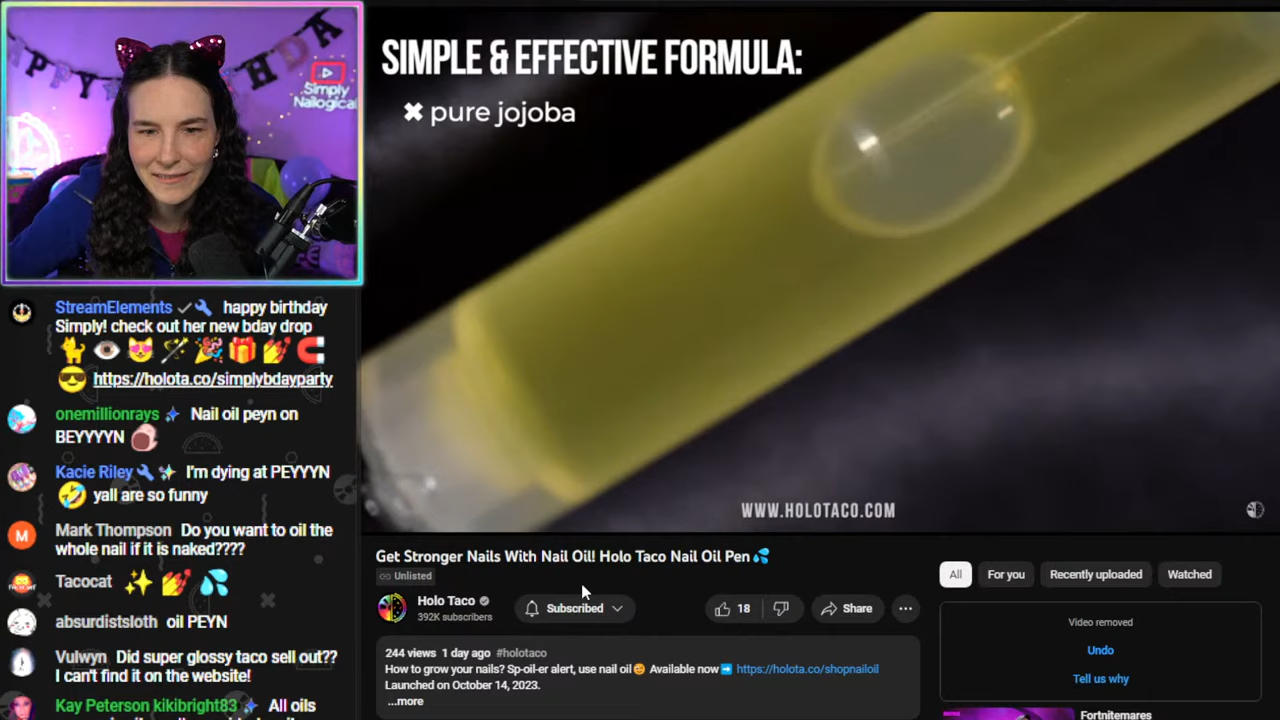 Simply
Nailogical
StreamElements happy birthday
Simply! check out her new bday drop
🐈👁😻🪄🎉🎁💅🧲
😎 https://holota.co/simplybdayparty
onemillionrays Nail oil peyn on
BEYYYYN
Kacie Riley I'm dying at PEYYYN
🤣 yall are so funny
Mark Thompson Do you want to oil the
whole nail if it is naked????
Tacocat ✨💅💦
absurdistsloth oil PEYN
Vulwyn Did super glossy taco sell out??
I can't find it on the website!
Kay Peterson kikibright83 All oils
SIMPLE & EFFECTIVE FORMULA:
✖ pure jojoba
WWW.HOLOTACO.COM
Get Stronger Nails With Nail Oil! Holo Taco Nail Oil Pen 💦
Unlisted
Holo Taco
392K subscribers
Subscribed
18
Share
244 views 1 day ago #holotaco
How to grow your nails? Sp-oil-er alert, use nail oil🤕 Available now➡ https://holota.co/shopnailoil
Launched on October 14, 2023.
...more
All
For you
Recently uploaded
Watched
Video removed
Undo
Tell us why
Fortnitemares